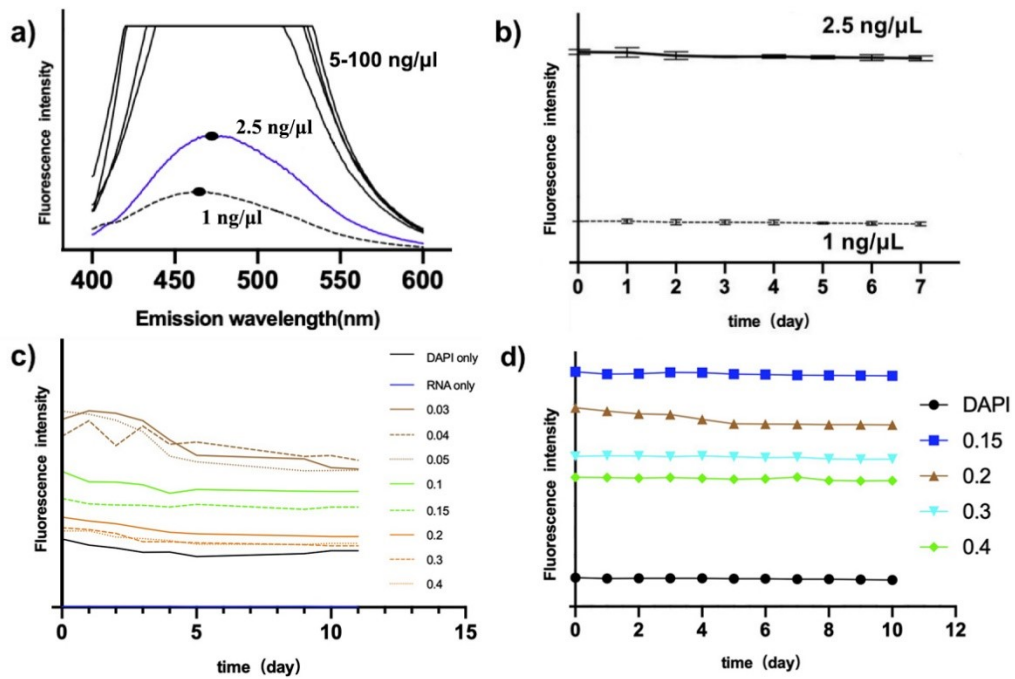 a)
Fluorescence intensity
5-100 ng/µl
2.5 ng/µl
1 ng/µl
400 450 500 550 600
Emission wavelength(nm)
b)
Fluorescence intensity
2.5 ng/µL
1 ng/µL
0 1 2 3 4 5 6 7
time (day)
c)
Fluorescence intensity
DAPI only
RNA only
0.03
0.04
0.05
0.1
0.15
0.2
0.3
0.4
0 5 10 15
time (day)
d)
Fluorescence intensity
DAPI
0.15
0.2
0.3
0.4
0 2 4 6 8 10 12
time (day)